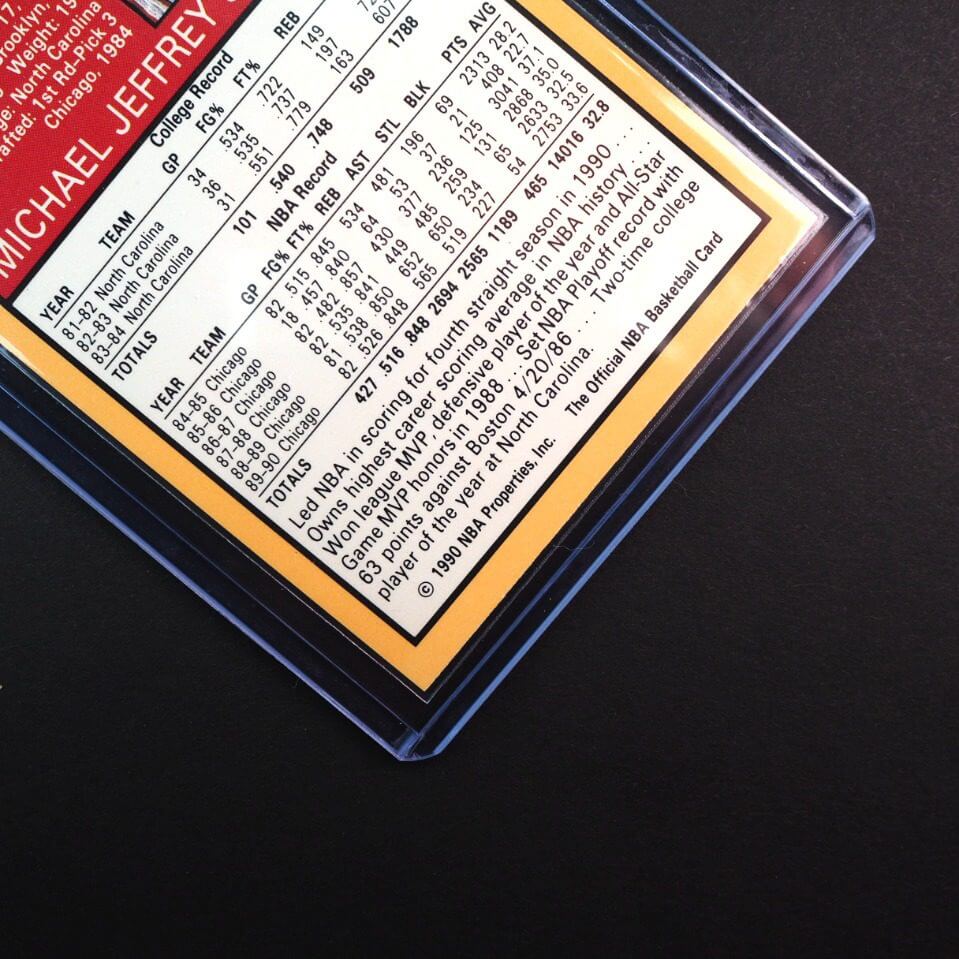 17,
rooklyn,
Weight: 19
ge: North Carolina
rafted: 1st Rd-Pick 3
Chicago, 1984
MICHAEL JEFFREY
College Record
YEAR TEAM GP FG% FT% REB
81-82 North Carolina 34 .534 .722 149
82-83 North Carolina 36 .535 .737 197
83-84 North Carolina 31 .551 .779 163 607
TOTALS 101 540 .748 509 1788
NBA Record
YEAR TEAM GP FG% FT% REB AST STL BLK PTS AVG
84-85 Chicago 82 .515 .845 534 481 196 69 2313 28.2
85-86 Chicago 18 .457 .840 64 53 37 21 408 22.7
86-87 Chicago 82 .482 .857 430 377 236 125 3041 37.1
87-88 Chicago 82 .535 .841 449 485 259 131 2868 35.0
88-89 Chicago 81 .538 .850 652 650 234 65 2633 32.5
89-90 Chicago 82 .526 .848 565 519 227 54 2753 33.6
TOTALS 427 .516 .848 2694 2565 1189 465 14016 32.8
Led NBA in scoring for fourth straight season in 1990 ....
Owns highest career scoring average in NBA history ....
Won league MVP, defensive player of the year and All-Star
Game MVP honors in 1988 .... Set NBA Playoff record with
63 points against Boston 4/20/86 .... Two-time college
player of the year at North Carolina.
© 1990 NBA Properties, Inc. The Official NBA Basketball Card